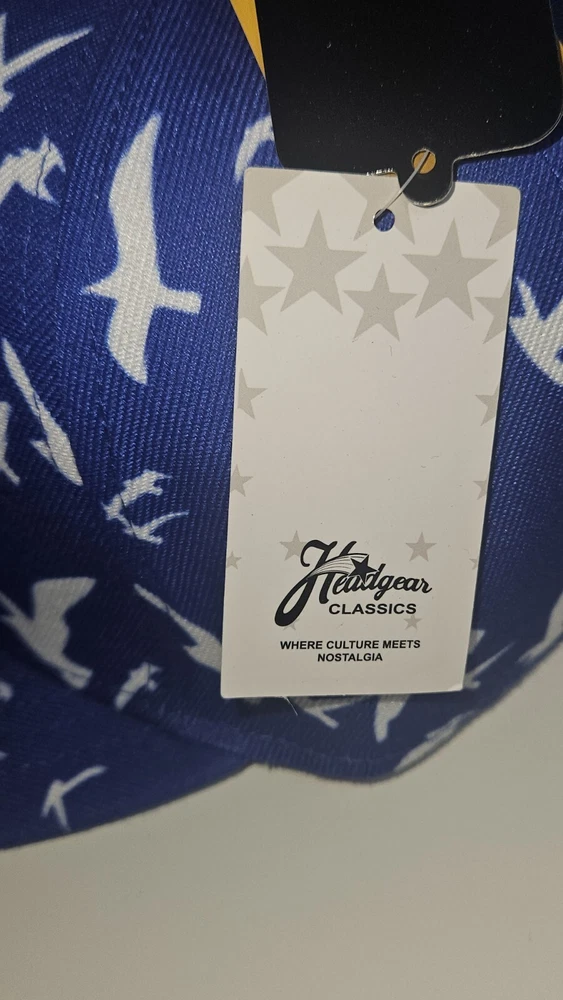 Headgear
CLASSICS
WHERE CULTURE MEETS
NOSTALGIA